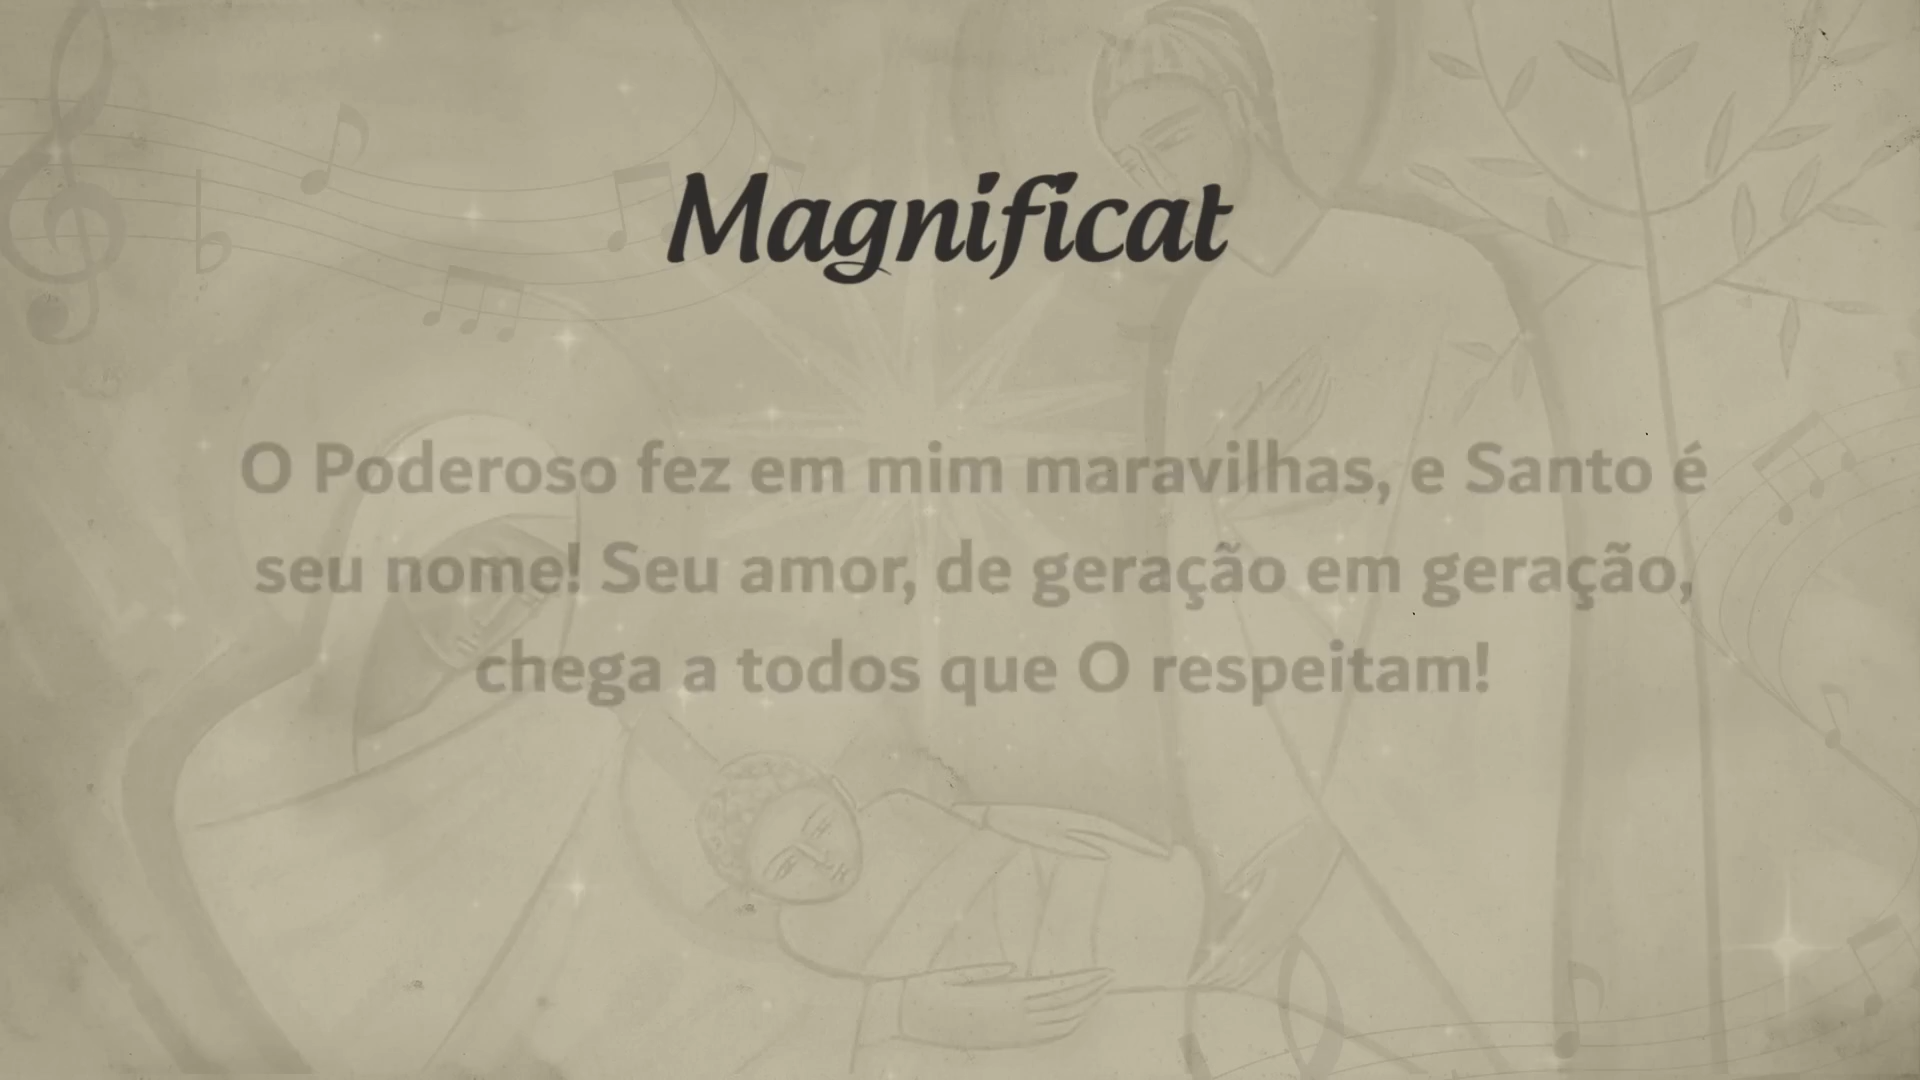 Magnificat
O Poderoso fez em mim maravilhas, e Santo é
seu nome! Seu amor, de geração em geração,
chega a todos que O respeitam!